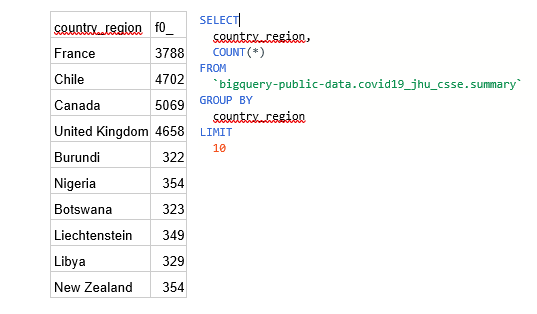 country_region f0_
France 3788
Chile 4702
Canada 5069
United Kingdom 4658
Burundi 322
Nigeria 354
Botswana 323
Liechtenstein 349
Libya 329
New Zealand 354
SELECT
country_region,
COUNT(*)
FROM
`bigquery-public-data.covid19_jhu_csse.summary`
GROUP BY
country_region
LIMIT
10